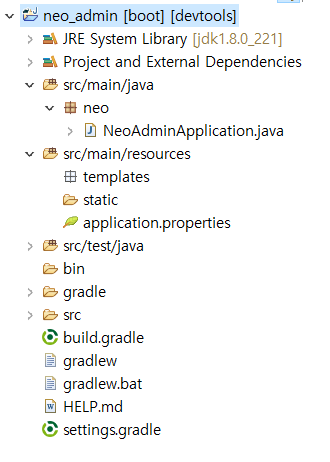 neo_admin [boot] [devtools]
JRE System Library [jdk1.8.0_221]
Project and External Dependencies
src/main/java
neo
NeoAdminApplication.java
src/main/resources
templates
static
application.properties
src/test/java
bin
gradle
src
build.gradle
gradlew
gradlew.bat
HELP.md
settings.gradle